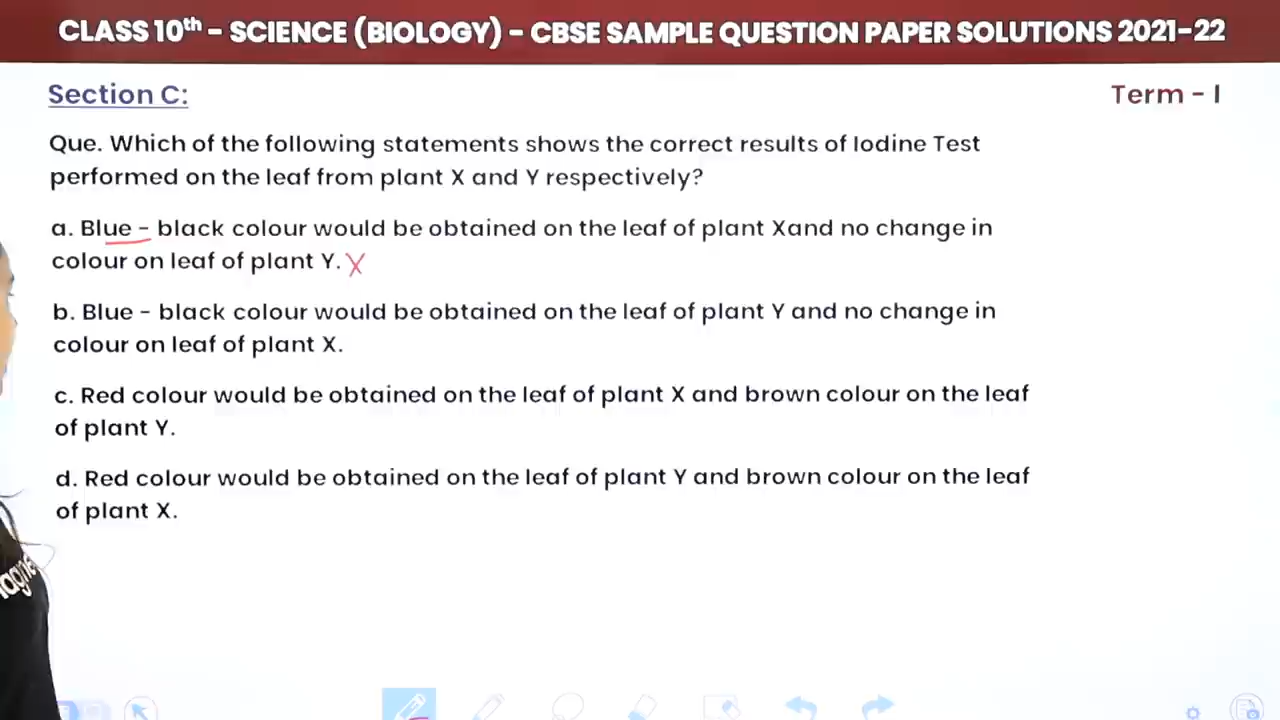 CLASS 10th – SCIENCE (BIOLOGY) – CBSE SAMPLE QUESTION PAPER SOLUTIONS 2021-22
Section C:
Term - I
Que. Which of the following statements shows the correct results of Iodine Test
performed on the leaf from plant X and Y respectively?
a. Blue - black colour would be obtained on the leaf of plant Xand no change in
colour on leaf of plant Y. X
b. Blue - black colour would be obtained on the leaf of plant Y and no change in
colour on leaf of plant X.
c. Red colour would be obtained on the leaf of plant X and brown colour on the leaf
of plant Y.
d. Red colour would be obtained on the leaf of plant Y and brown colour on the leaf
of plant X.